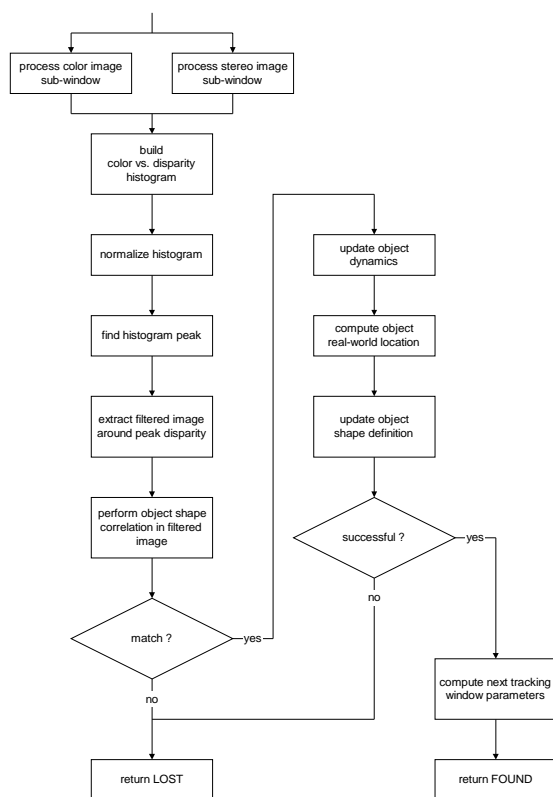 process color image
sub-window
process stereo image
sub-window
build
color vs. disparity
histogram
normalize histogram
find histogram peak
extract filtered image
around peak disparity
perform object shape
correlation in filtered
image
match ?
yes
no
return LOST
update object
dynamics
compute object
real-world location
update object
shape definition
successful ?
yes
no
compute next tracking
window parameters
return FOUND